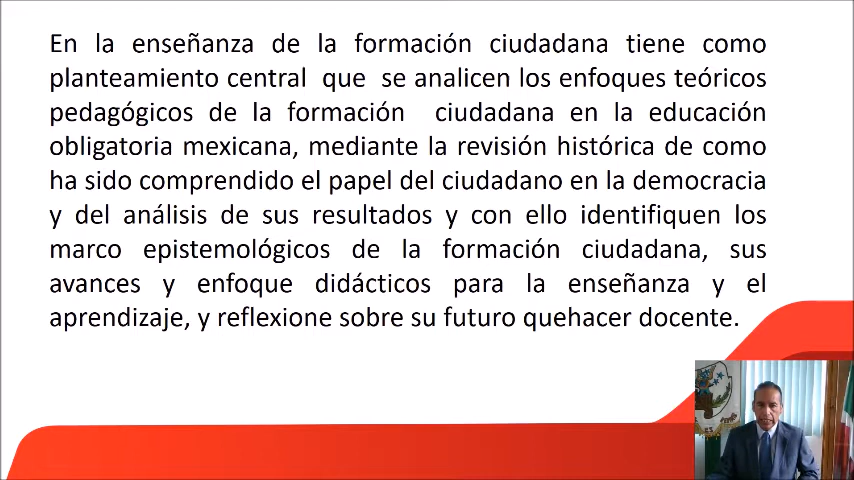 En la enseñanza de la formación ciudadana tiene como
planteamiento central que se analicen los enfoques teóricos
pedagógicos de la formación ciudadana en la educación
obligatoria mexicana, mediante la revisión histórica de como
ha sido comprendido el papel del ciudadano en la democracia
y del análisis de sus resultados y con ello identifiquen los
marco epistemológicos de la formación ciudadana, sus
avances y enfoque didácticos para la enseñanza y el
aprendizaje, y reflexione sobre su futuro quehacer docente.